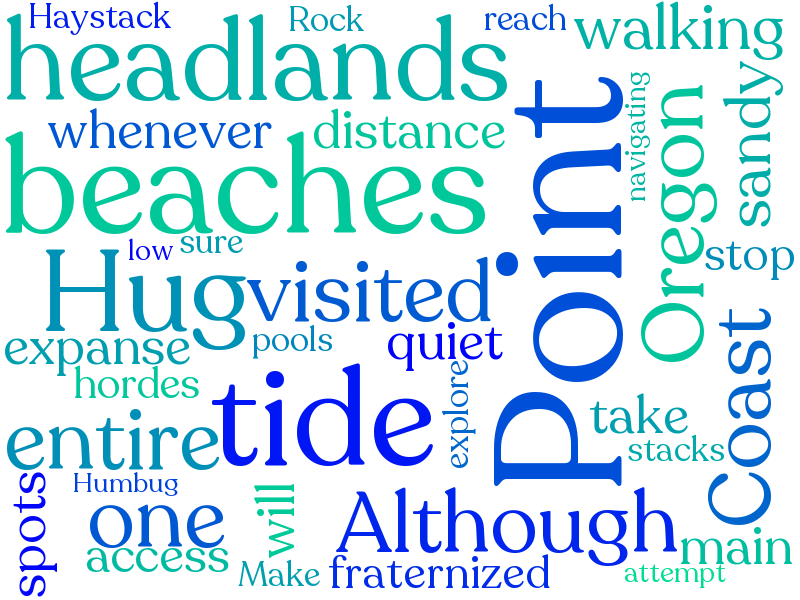 Haystack
Rock
reach
walking
headlands
whenever
distance
beaches
Point
navigating
Oregon
sandy
low
sure
Hug
visited
stop
expanse
pools
quiet
hordes
tide
explore
entire
take
stacks
Coast
spots
Humbug
one
will
Although
access
main
Make
fraternized
attempt